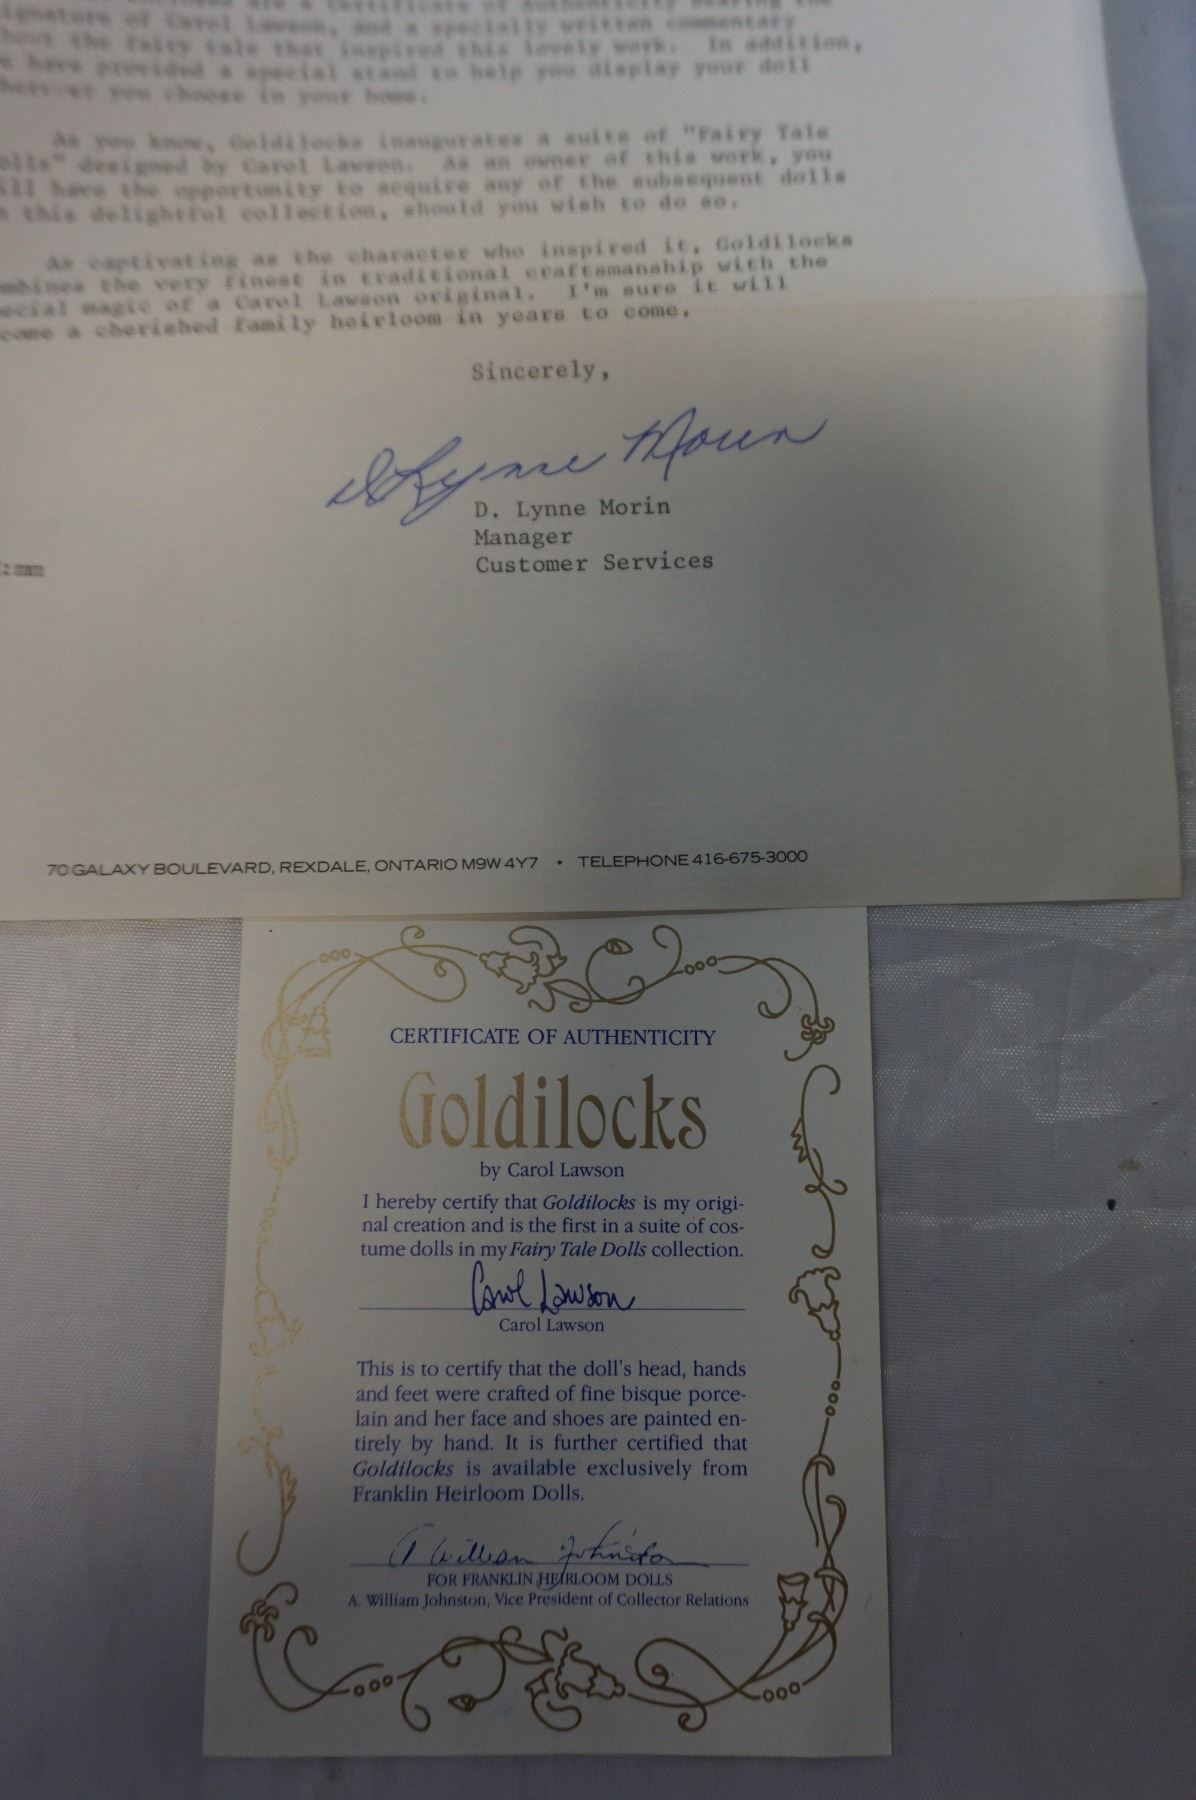 signature of Carol Lawson, and a specially written commentary
about the fairy tale that inspired this lovely work. In addition,
have provided a special stand to help you display your doll
wherever you choose in your home.
As you know, Goldilocks inaugurates a suite of "Fairy Tale
olls" designed by Carol Lawson. As an owner of this work, you
ill have the opportunity to acquire any of the subsequent dolls
this delightful collection, should you wish to do so.
As captivating as the character who inspired it, Goldilocks
mbines the very finest in traditional craftsmanship with the
ecial magic of a Carol Lawson original. I'm sure it will
come a cherished family heirloom in years to come.
Sincerely,
D Lynne Morin
D. Lynne Morin
Manager
Customer Services
:mm
70 GALAXY BOULEVARD, REXDALE, ONTARIO M9W 4Y7 • TELEPHONE 416-675-3000
CERTIFICATE OF AUTHENTICITY
Goldilocks
by Carol Lawson
I hereby certify that Goldilocks is my origi-
nal creation and is the first in a suite of cos-
tume dolls in my Fairy Tale Dolls collection.
Carol Lawson
Carol Lawson
This is to certify that the doll's head, hands
and feet were crafted of fine bisque porce-
lain and her face and shoes are painted en-
tirely by hand. It is further certified that
Goldilocks is available exclusively from
Franklin Heirloom Dolls.
A William Johnston
FOR FRANKLIN HEIRLOOM DOLLS
A. William Johnston, Vice President of Collector Relations